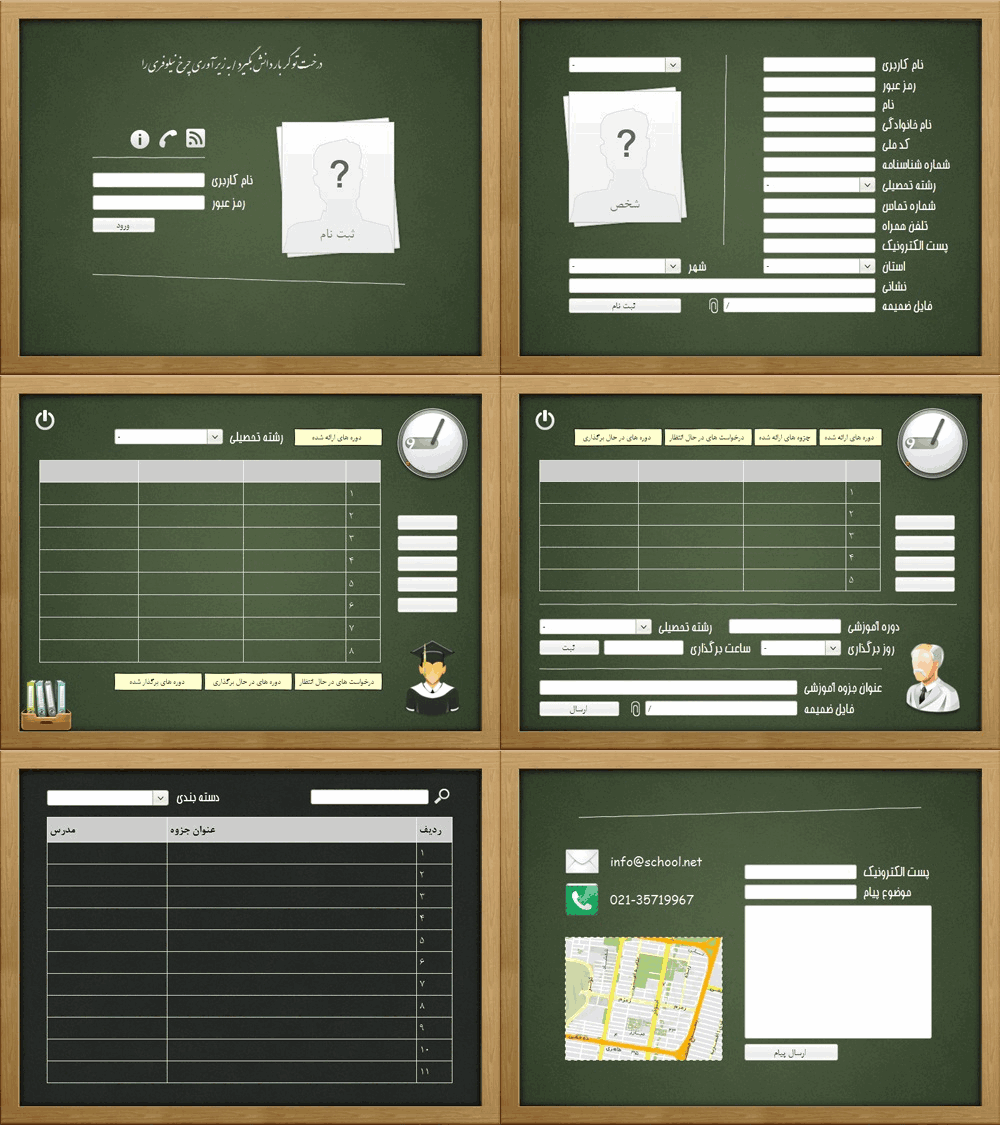 درخت تو گر بار دانش بگیرد / به زیر آوری چرخ نیلوفری را
نام کاربری
رمز عبور
ورود
?
ثبت نام
نام کاربری
رمز عبور
نام
نام خانوادگی
کد ملی
شماره شناسنامه
رشته تحصیلی -
شماره تماس
تلفن همراه
پست الکترونیک
استان -
شهر -
نشانی
فایل ضمیمه /
ثبت نام
-
?
شخص
دوره های ارائه شده
رشته تحصیلی -
۱
۲
۳
۴
۵
۶
۷
۸
درخواست های در حال انتظار
دوره های در حال برگذاری
دوره های برگذار شده
دوره های ارائه شده
جزوه های ارائه شده
درخواست های در حال انتظار
دوره های در حال برگذاری
۱
۲
۳
۴
۵
دوره آموزشی
رشته تحصیلی -
روز برگذاری -
ساعت برگذاری
ثبت
عنوان جزوه آموزشی
فایل ضمیمه /
ارسال
دسته بندی
ردیف عنوان جزوه مدرس
۱
۲
۳
۴
۵
۶
۷
۸
۹
۱۰
۱۱
info@school.net
021-35719967
پست الکترونیک
موضوع پیام
ارسال پیام